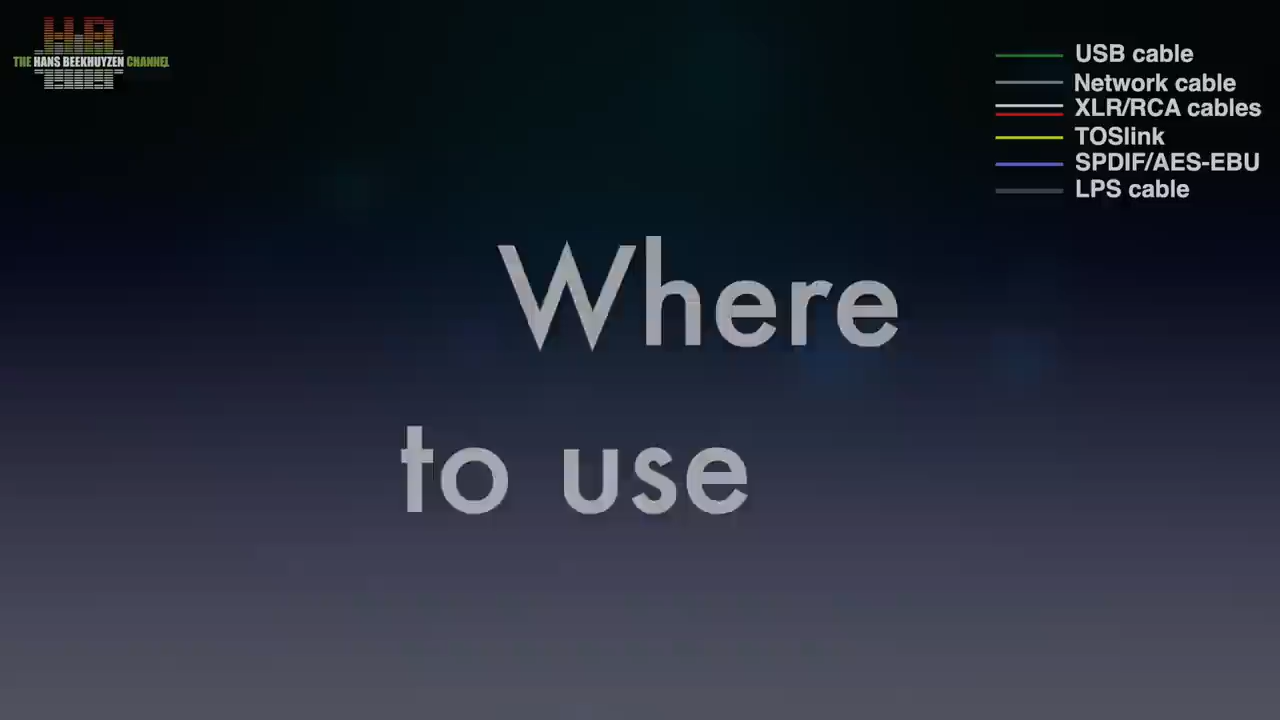 THE HANS BEEKHUYZEN CHANNEL
USB cable
Network cable
XLR/RCA cables
TOSlink
SPDIF/AES-EBU
LPS cable
Where
to use